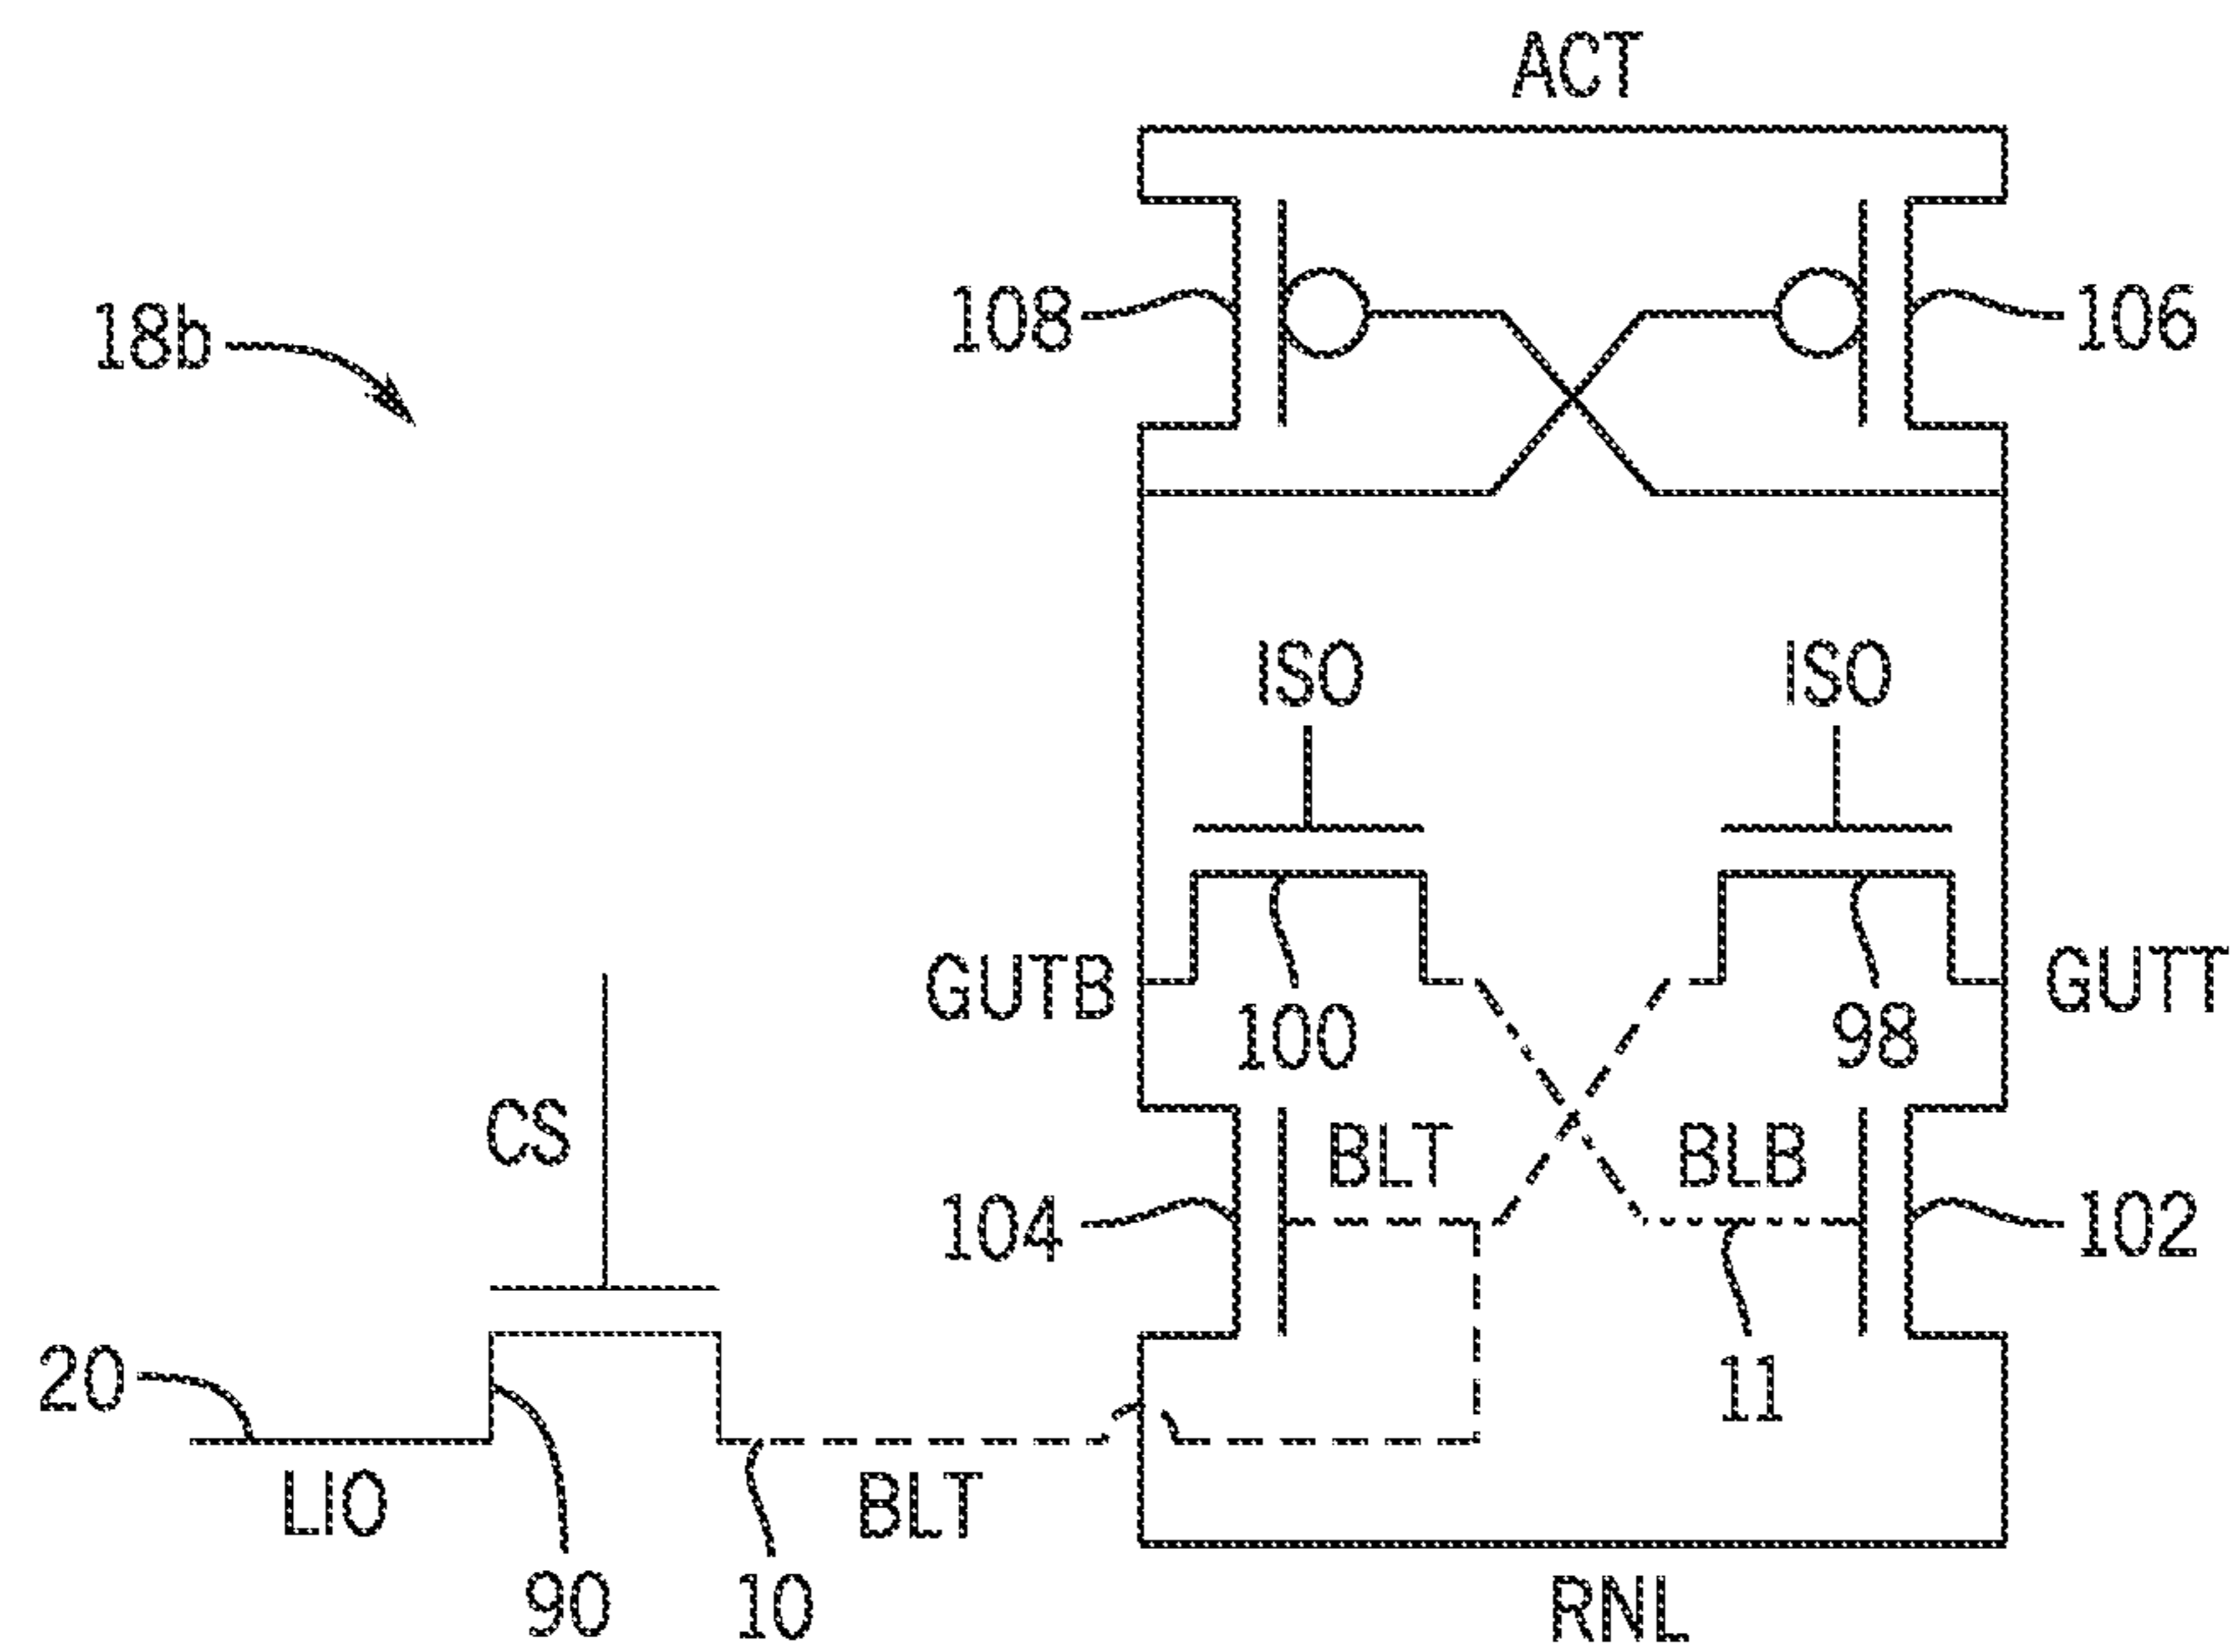 ACT
18b
108
106
ISO
ISO
GUTB
GUTT
100
98
CS
BLT
BLB
104
102
20
11
LIO
BLT
90
10
RNL